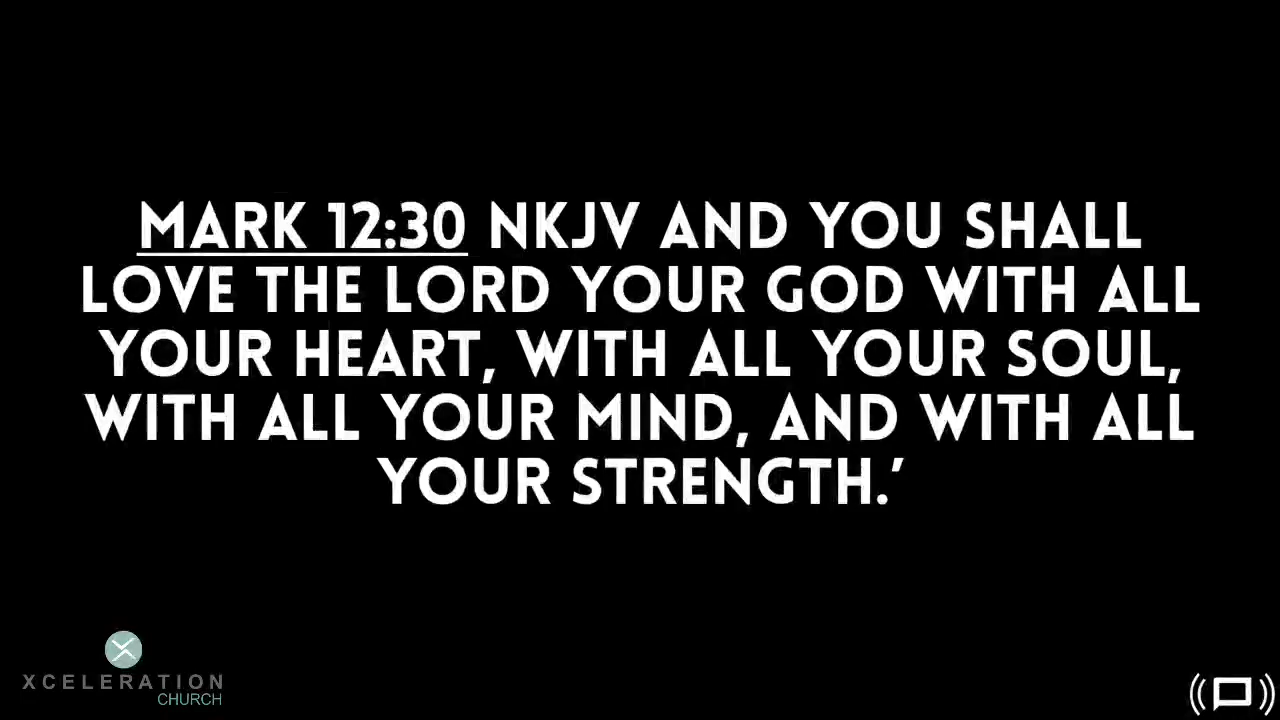 MARK 12:30 NKJV AND YOU SHALL
LOVE THE LORD YOUR GOD WITH ALL
YOUR HEART, WITH ALL YOUR SOUL,
WITH ALL YOUR MIND, AND WITH ALL
YOUR STRENGTH.’
XCELERATION
CHURCH